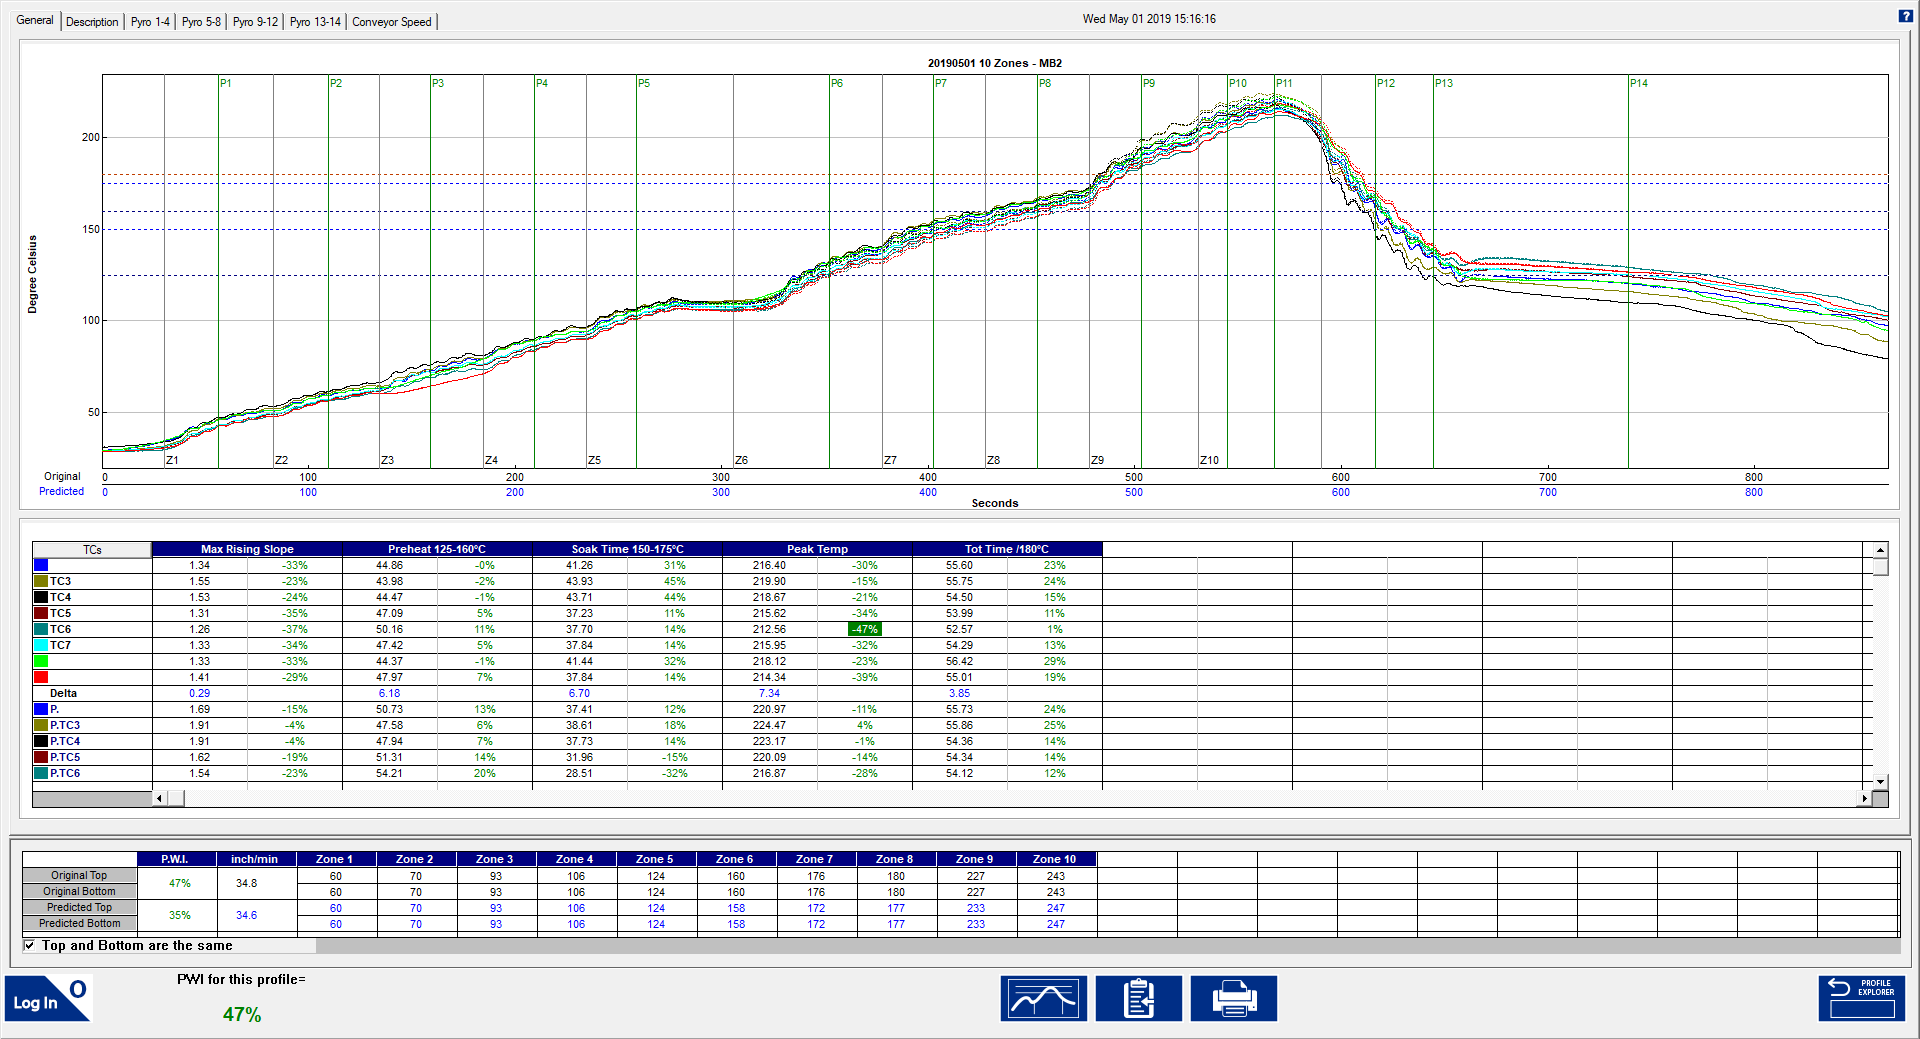 General Description Pyro 1-4 Pyro 5-8 Pyro 9-12 Pyro 13-14 Conveyor Speed
Wed May 01 2019 15:16:16
?
20190501 10 Zones - MB2
P1 P2 P3 P4 P5 P6 P7 P8 P9 P10 P11 P12 P13 P14
Degree Celsius
200
150
100
50
Z1 Z2 Z3 Z4 Z5 Z6 Z7 Z8 Z9 Z10
Original 0 100 200 300 400 500 600 700 800
Predicted 0 100 200 300 400 500 600 700 800
Seconds
TCs Max Rising Slope Preheat 125-160°C Soak Time 150-175°C Peak Temp Tot Time /180°C
1.34 -33% 44.86 -0% 41.26 31% 216.40 -30% 55.60 23%
TC3 1.55 -23% 43.98 -2% 43.93 45% 219.90 -15% 55.75 24%
TC4 1.53 -24% 44.47 -1% 43.71 44% 218.67 -21% 54.50 15%
TC5 1.31 -35% 47.09 5% 37.23 11% 215.62 -34% 53.99 11%
TC6 1.26 -37% 50.16 11% 37.70 14% 212.56 -47% 52.57 1%
TC7 1.33 -34% 47.42 5% 37.84 14% 215.95 -32% 54.29 13%
1.33 -33% 44.37 -1% 41.44 32% 218.12 -23% 56.42 29%
1.41 -29% 47.97 7% 37.84 14% 214.34 -39% 55.01 19%
Delta 0.29 6.18 6.70 7.34 3.85
P. 1.69 -15% 50.73 13% 37.41 12% 220.97 -11% 55.73 24%
P.TC3 1.91 -4% 47.58 6% 38.61 18% 224.47 4% 55.86 25%
P.TC4 1.91 -4% 47.94 7% 37.73 14% 223.17 -1% 54.36 14%
P.TC5 1.62 -19% 51.31 14% 31.96 -15% 220.09 -14% 54.34 14%
P.TC6 1.54 -23% 54.21 20% 28.51 -32% 216.87 -28% 54.12 12%
P.W.I. inch/min Zone 1 Zone 2 Zone 3 Zone 4 Zone 5 Zone 6 Zone 7 Zone 8 Zone 9 Zone 10
Original Top 47% 34.8 60 70 93 106 124 160 176 180 227 243
Original Bottom 60 70 93 106 124 160 176 180 227 243
Predicted Top 35% 34.6 60 70 93 106 124 158 172 177 233 247
Predicted Bottom 60 70 93 106 124 158 172 177 233 247
Top and Bottom are the same
Log In O
PWI for this profile=
47%
PROFILE
EXPLORER